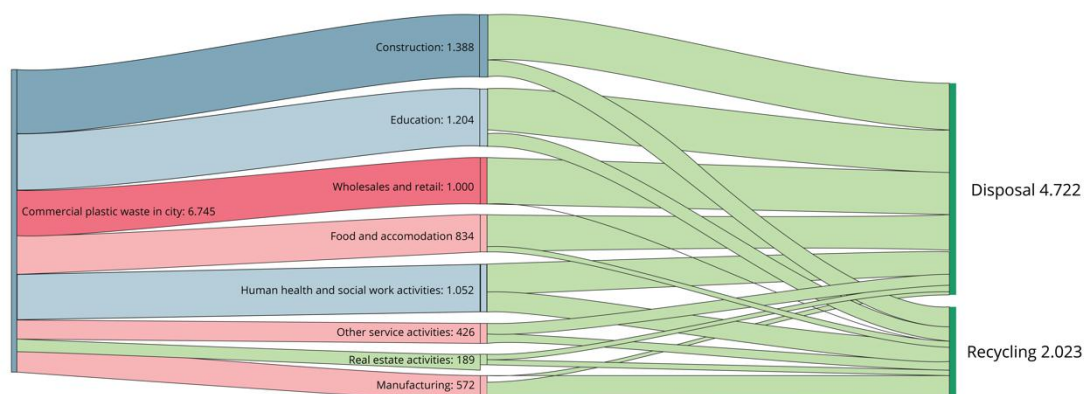 Construction: 1.388
Education: 1.204
Wholesales and retail: 1.000
Commercial plastic waste in city: 6.745
Food and accomodation 834
Human health and social work activities: 1.052
Other service activities: 426
Real estate activities: 189
Manufacturing: 572
Disposal 4.722
Recycling 2.023